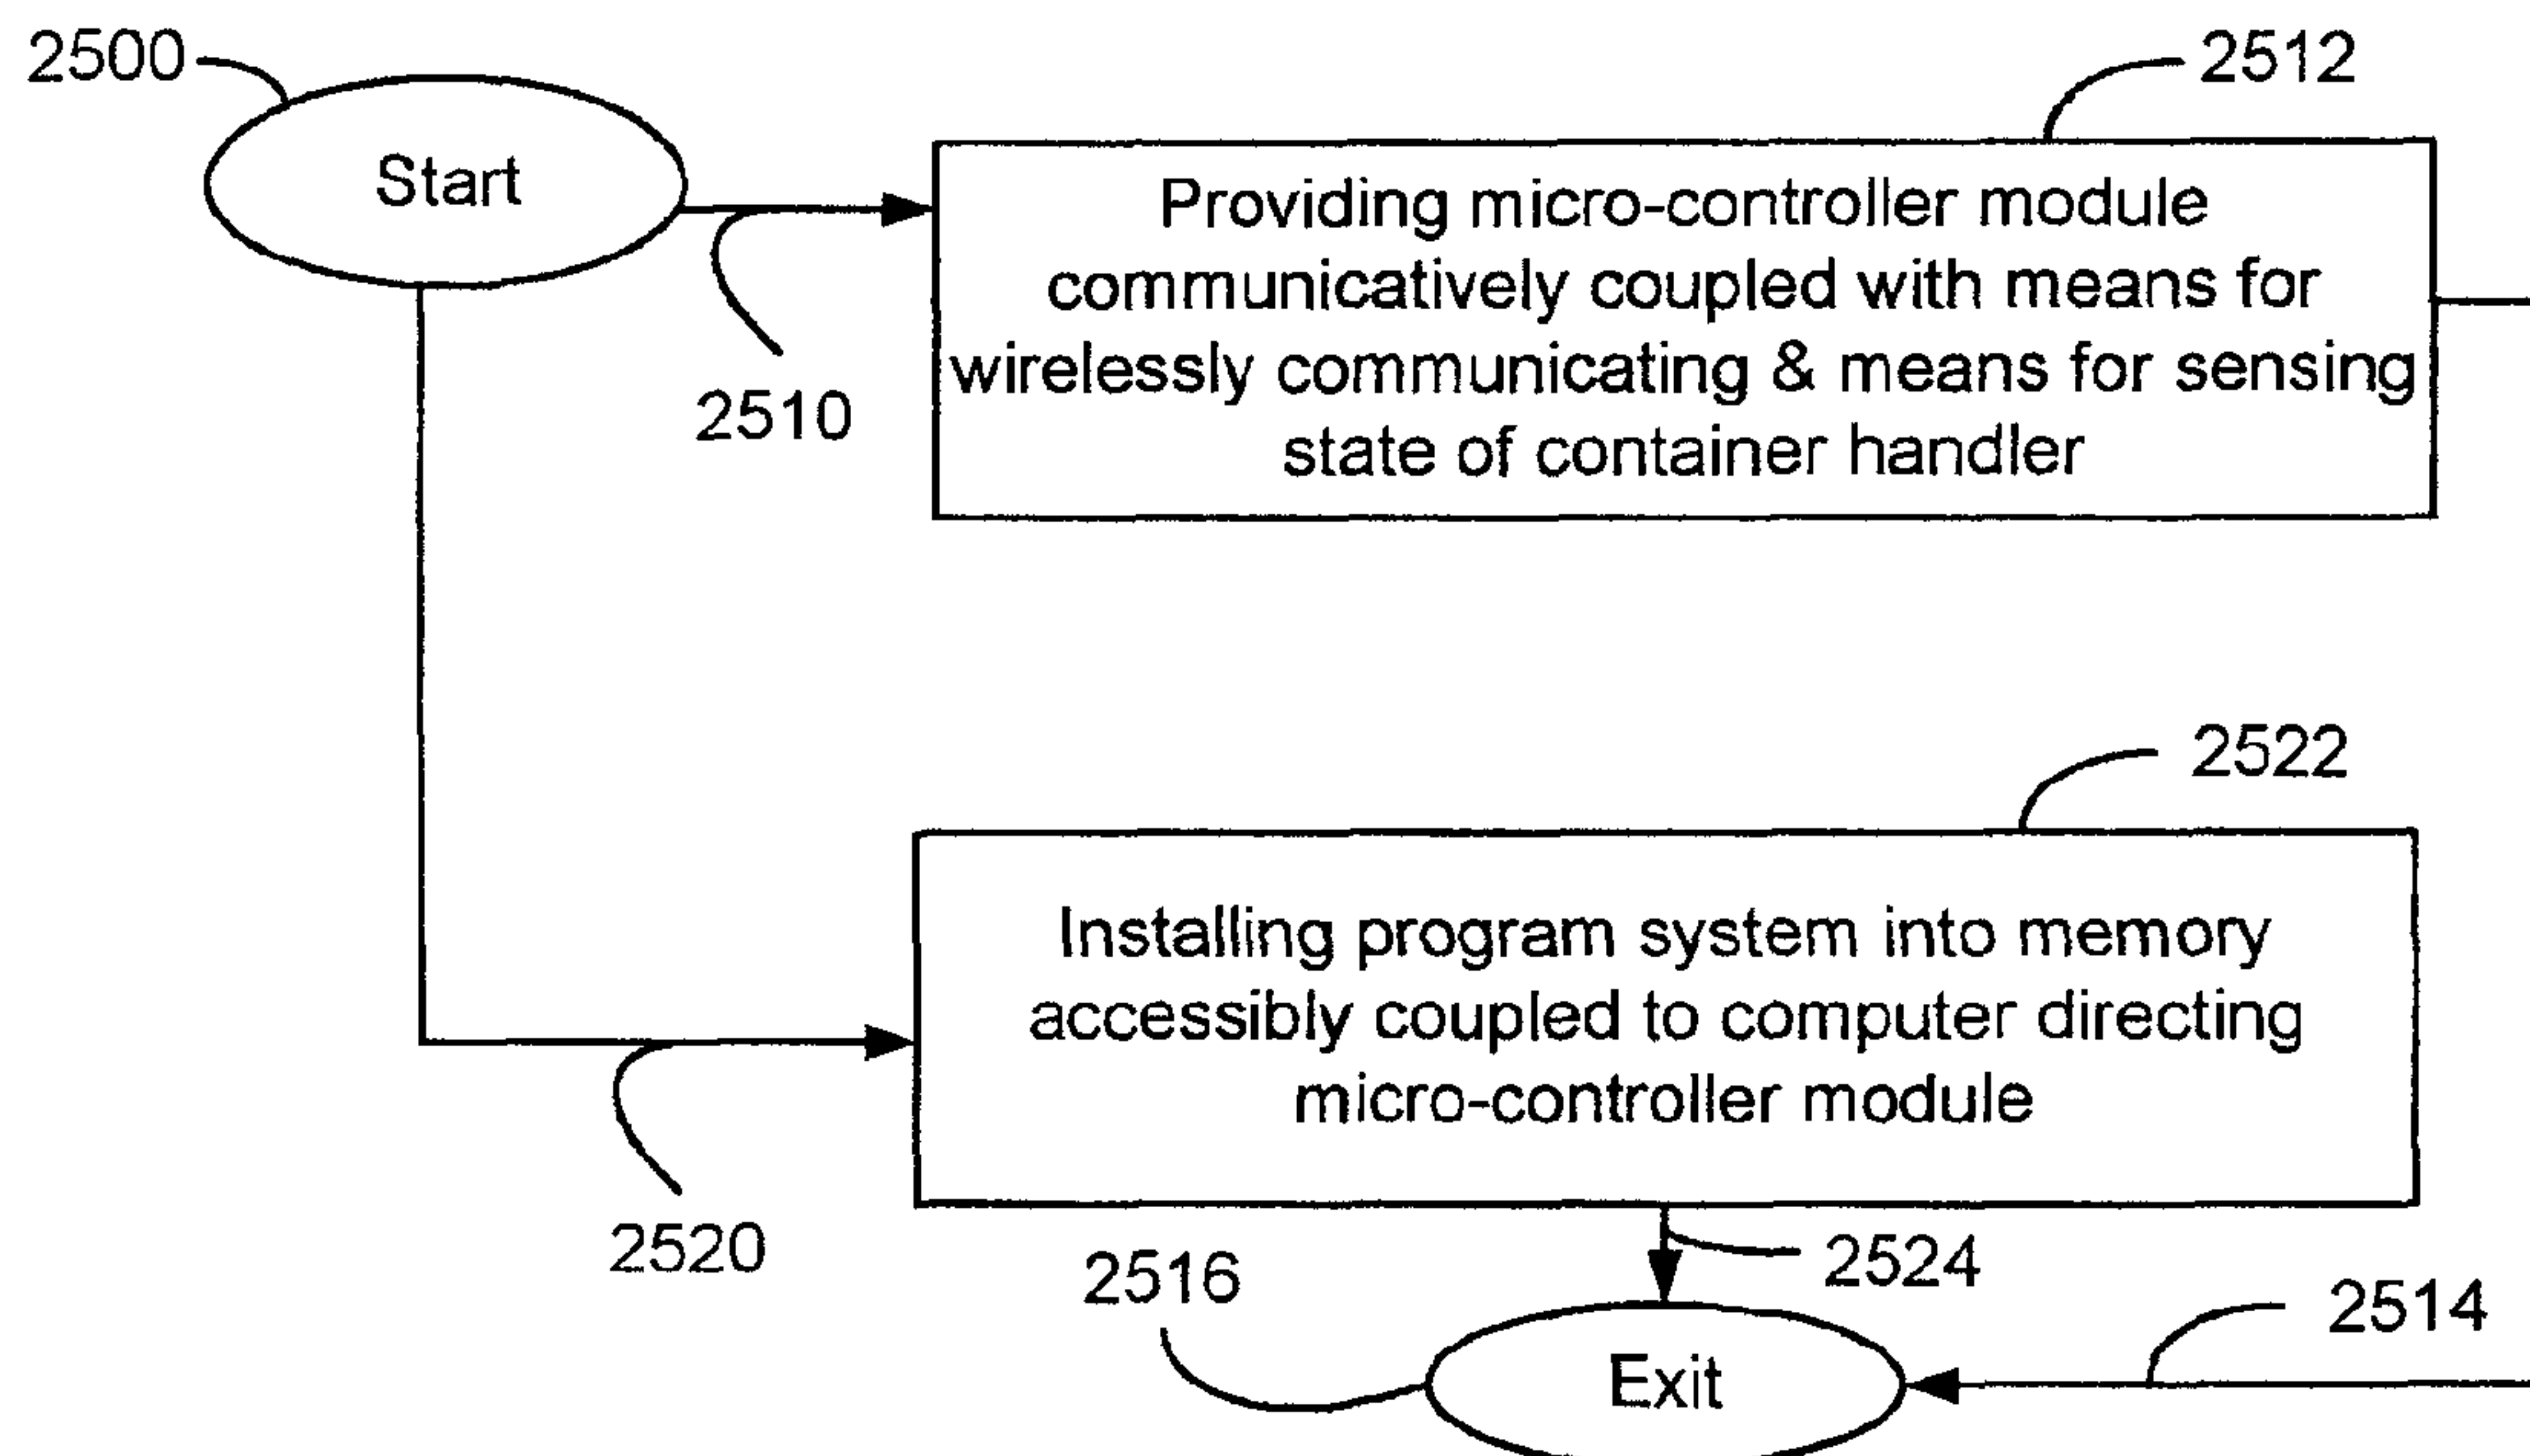 2500
2512
Start
Providing micro-controller module
communicatively coupled with means for
wirelessly communicating & means for sensing
state of container handler
2510
2522
Installing program system into memory
accessibly coupled to computer directing
micro-controller module
2520
2524
2516
2514
Exit